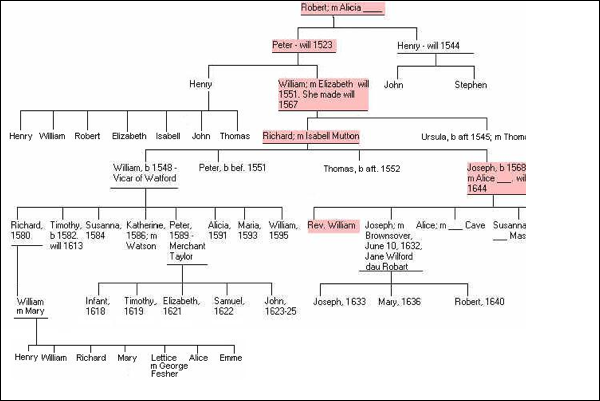 Robert; m Alicia ____
Peter - will 1523
Henry - will 1544
Henry
William; m Elizabeth will
1551. She made will
1567
John
Stephen
Henry William Robert Elizabeth Isabell John Thomas
Richard; m Isabell Mutton
Ursula, b aft 1545; m Thom
William, b 1548 -
Vicar of Watford
Peter, b bef. 1551
Thomas, b aft. 1552
Joseph, b 1568
m Alice ___. wil
1644
Richard,
1580.
Timothy,
b 1582.
will 1613
Susanna,
1584
Katherine,
1586; m
Watson
Peter,
1589 -
Merchant
Taylor
Alicia,
1591
Maria,
1593
William,
1595
Rev. William
Joseph; m
Brownsover,
June 10, 1632,
Jane Wilford
dau Robart
Alice; m ___ Cave
Susanna
___ Mas
William
m Mary
Infant,
1618
Timothy,
1619
Elizabeth,
1621
Samuel,
1622
John,
1623-25
Joseph, 1633
Mary, 1636
Robert, 1640
Henry William Richard Mary Lettice
m George
Fesher
Alice Emme